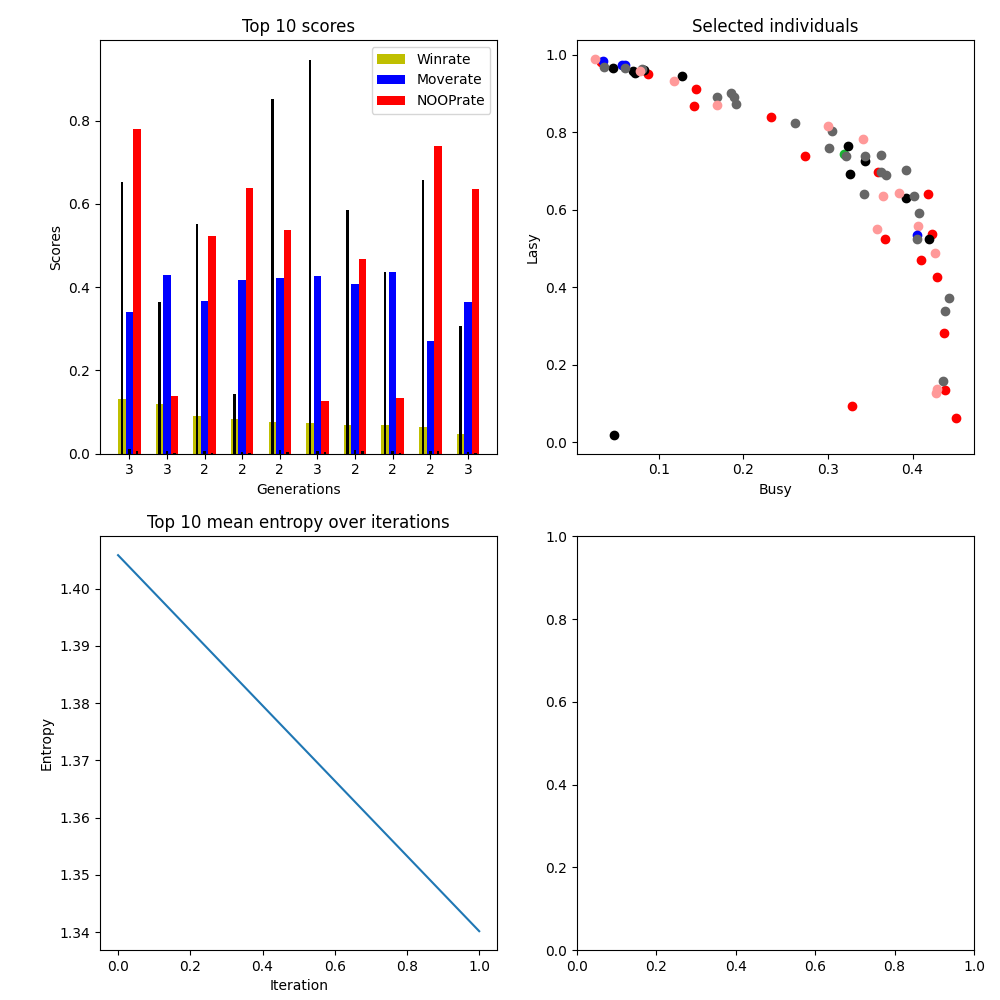 Top 10 scores
Winrate
Moverate
NOOPrate
Scores
0.8
0.6
0.4
0.2
0.0
3 3 2 2 2 3 2 2 2 3
Generations
Selected individuals
Lasy
1.0
0.8
0.6
0.4
0.2
0.0
0.1 0.2 0.3 0.4
Busy
Top 10 mean entropy over iterations
Entropy
1.40
1.39
1.38
1.37
1.36
1.35
1.34
0.0 0.2 0.4 0.6 0.8 1.0
Iteration
1.0
0.8
0.6
0.4
0.2
0.0
0.0 0.2 0.4 0.6 0.8 1.0